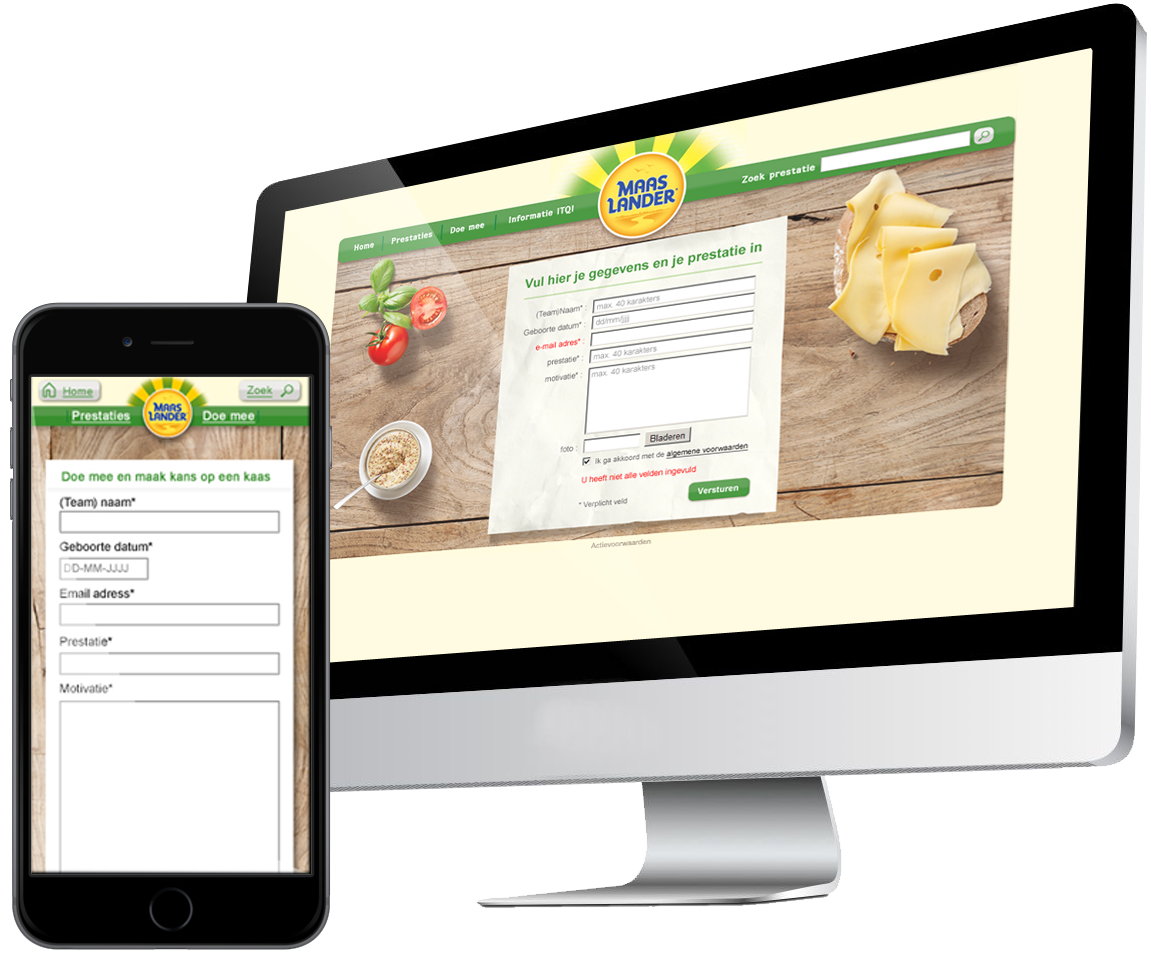 Home
Prestaties
Doe mee
Informatie ITQI
MAAS
LANDER
Zoek prestatie
Vul hier je gegevens en je prestatie in
(Team)Naam* :
max. 40 karakters
Geboorte datum* :
dd/mm/jjj
e-mail adres* :
prestatie* :
max. 40 karakters
motivatie* :
max. 40 karakters
foto :
Bladeren
Ik ga akkoord met de algemene voorwaarden
U heeft niet alle velden ingevuld
* Verplicht veld
Versturen
Actievoorwaarden
Home
MAAS
LANDER
Zoek
Prestaties
Doe mee
Doe mee en maak kans op een kaas
(Team) naam*
Geboorte datum*
DD-MM-JJJJ
Email adress*
Prestatie*
Motivatie*